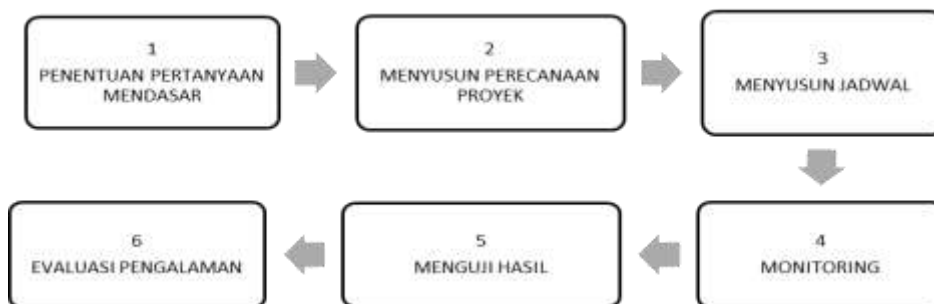 1
PENENTUAN PERTANYAAN
MENDASAR
2
MENYUSUN PERECANAAN
PROYEK
3
MENYUSUN JADWAL
4
MONITORING
5
MENGUJI HASIL
6
EVALUASI PENGALAMAN